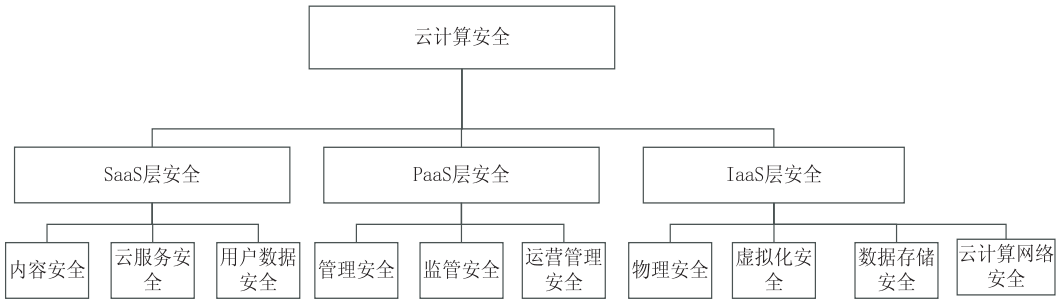 云计算安全
SaaS层安全
PaaS层安全
IaaS层安全
内容安全
云服务安
全
用户数据
安全
管理安全
监管安全
运营管理
安全
物理安全
虚拟化安
全
数据存储
安全
云计算网络
安全